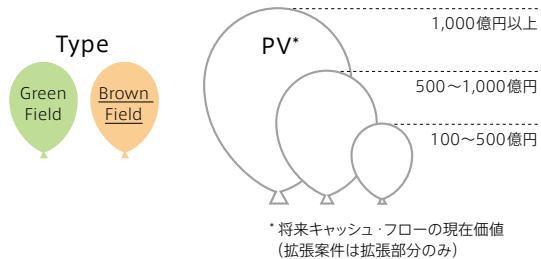 Type
Green
Field
Brown
Field
PV*
1,000億円以上
500～1,000億円
100～500億円
* 将来キャッシュ・フローの現在価値
（拡張案件は拡張部分のみ）